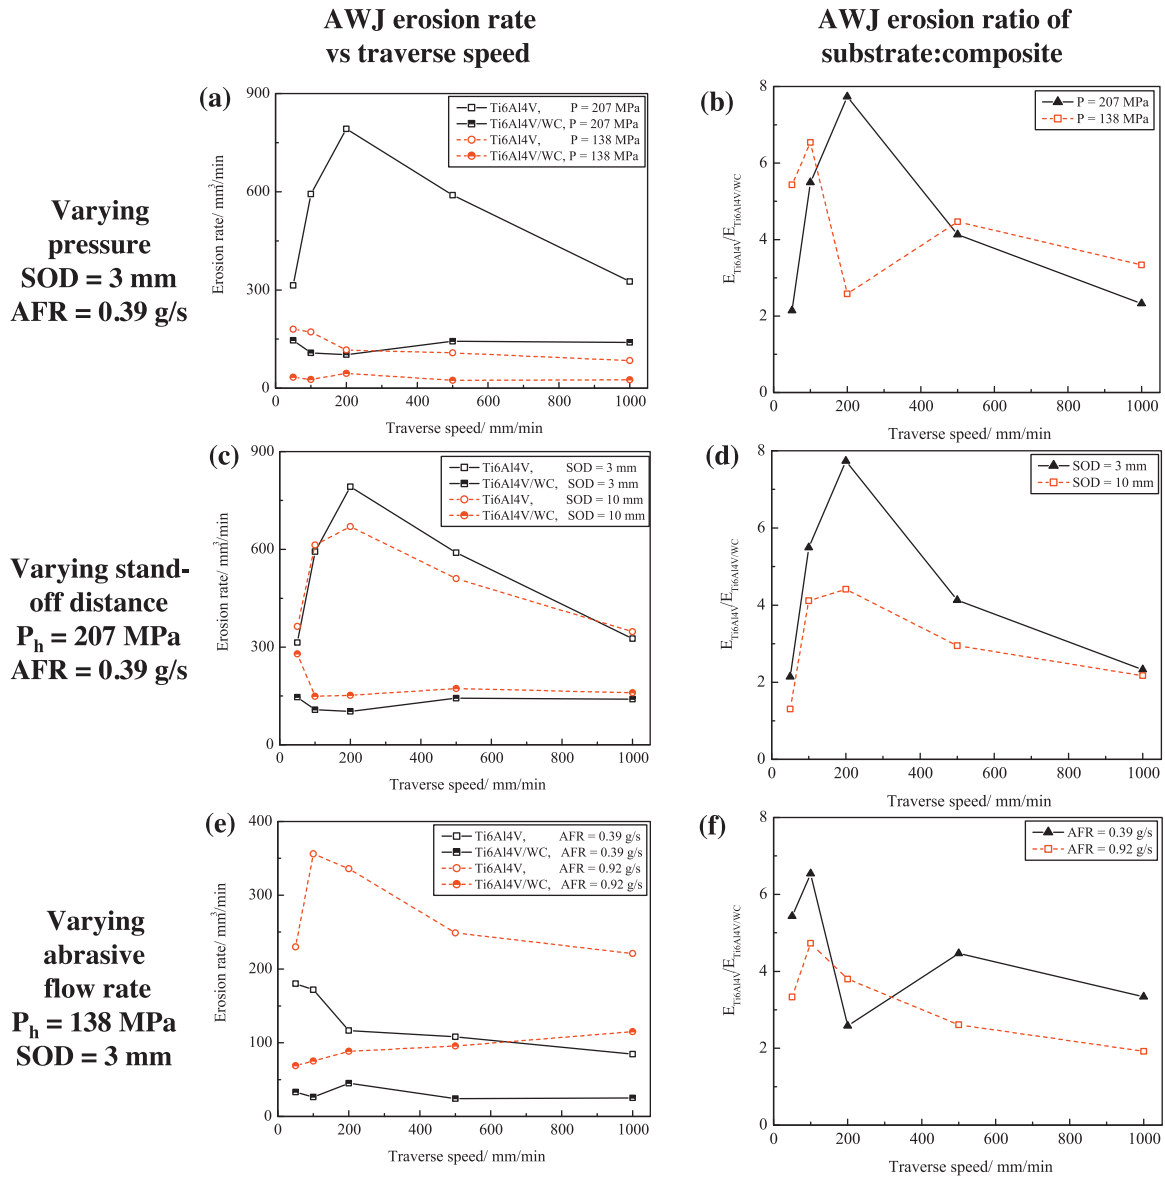 AWJ erosion rate
vs traverse speed
AWJ erosion ratio of
substrate:composite
Varying
pressure
SOD = 3 mm
AFR = 0.39 g/s
(a)
900
600
300
0
Erosion rate/ mm³/min
Ti6Al4V, P = 207 MPa
Ti6Al4V/WC, P = 207 MPa
Ti6Al4V, P = 138 MPa
Ti6Al4V/WC, P = 138 MPa
0 200 400 600 800 1000
Traverse speed/ mm/min
(b)
8
6
4
2
0
E_Ti6Al4V/E_Ti6Al4V/WC
P = 207 MPa
P = 138 MPa
0 200 400 600 800 1000
Traverse speed/ mm/min
Varying stand-
off distance
P_h = 207 MPa
AFR = 0.39 g/s
(c)
900
600
300
0
Erosion rate/ mm³/min
Ti6Al4V, SOD = 3 mm
Ti6Al4V/WC, SOD = 3 mm
Ti6Al4V, SOD = 10 mm
Ti6Al4V/WC, SOD = 10 mm
0 200 400 600 800 1000
Traverse speed/ mm/min
(d)
8
6
4
2
0
E_Ti6Al4V/E_Ti6Al4V/WC
SOD = 3 mm
SOD = 10 mm
0 200 400 600 800 1000
Traverse speed/ mm/min
Varying
abrasive
flow rate
P_h = 138 MPa
SOD = 3 mm
(e)
400
300
200
100
0
Erosion rate/ mm³/min
Ti6Al4V, AFR = 0.39 g/s
Ti6Al4V/WC, AFR = 0.39 g/s
Ti6Al4V, AFR = 0.92 g/s
Ti6Al4V/WC, AFR = 0.92 g/s
0 200 400 600 800 1000
Traverse speed/ mm/min
(f)
8
6
4
2
0
E_Ti6Al4V/E_Ti6Al4V/WC
AFR = 0.39 g/s
AFR = 0.92 g/s
0 200 400 600 800 1000
Traverse speed/ mm/min